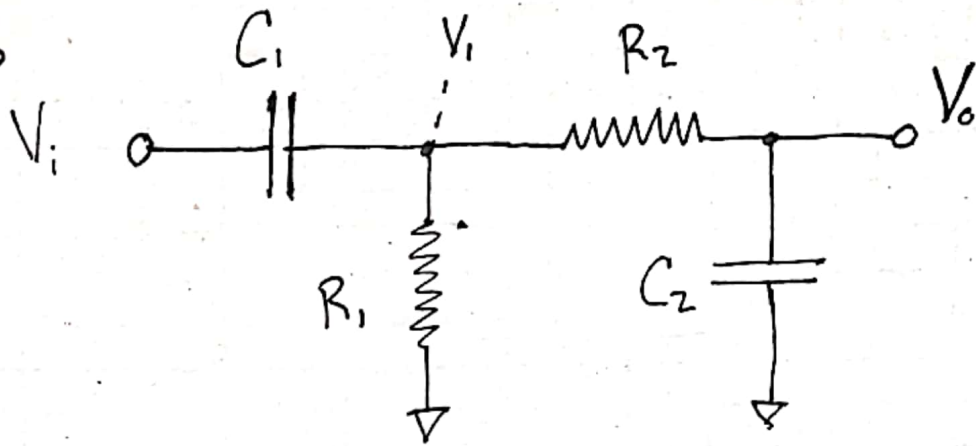 C₁ V₁ R₂
Vᵢ Vₒ
R₁ C₂